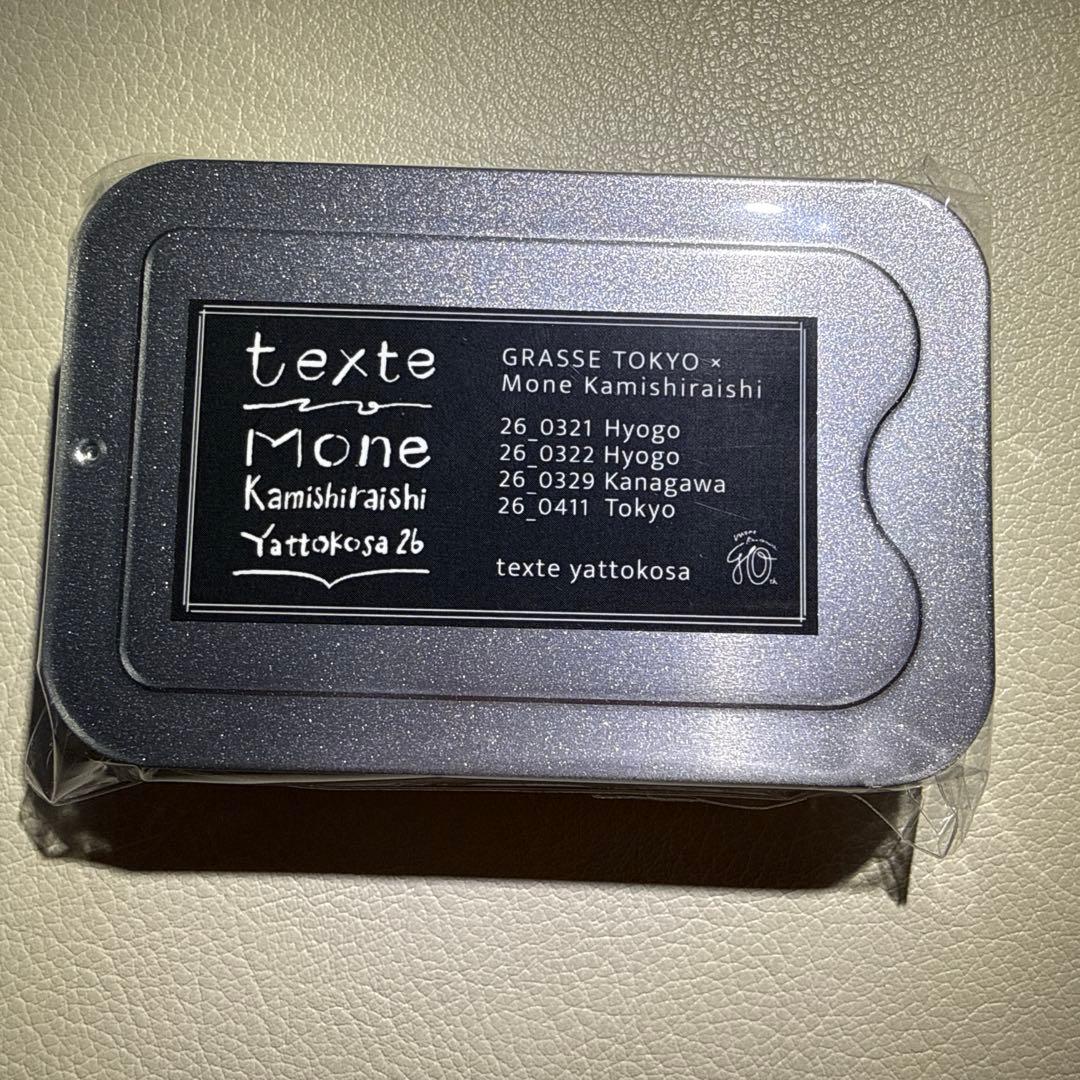 texte
Mone
Kamishiraishi
Yattokosa 26
GRASSE TOKYO ×
Mone Kamishiraishi
26_0321 Hyogo
26_0322 Hyogo
26_0329 Kanagawa
26_0411 Tokyo
texte yattokosa